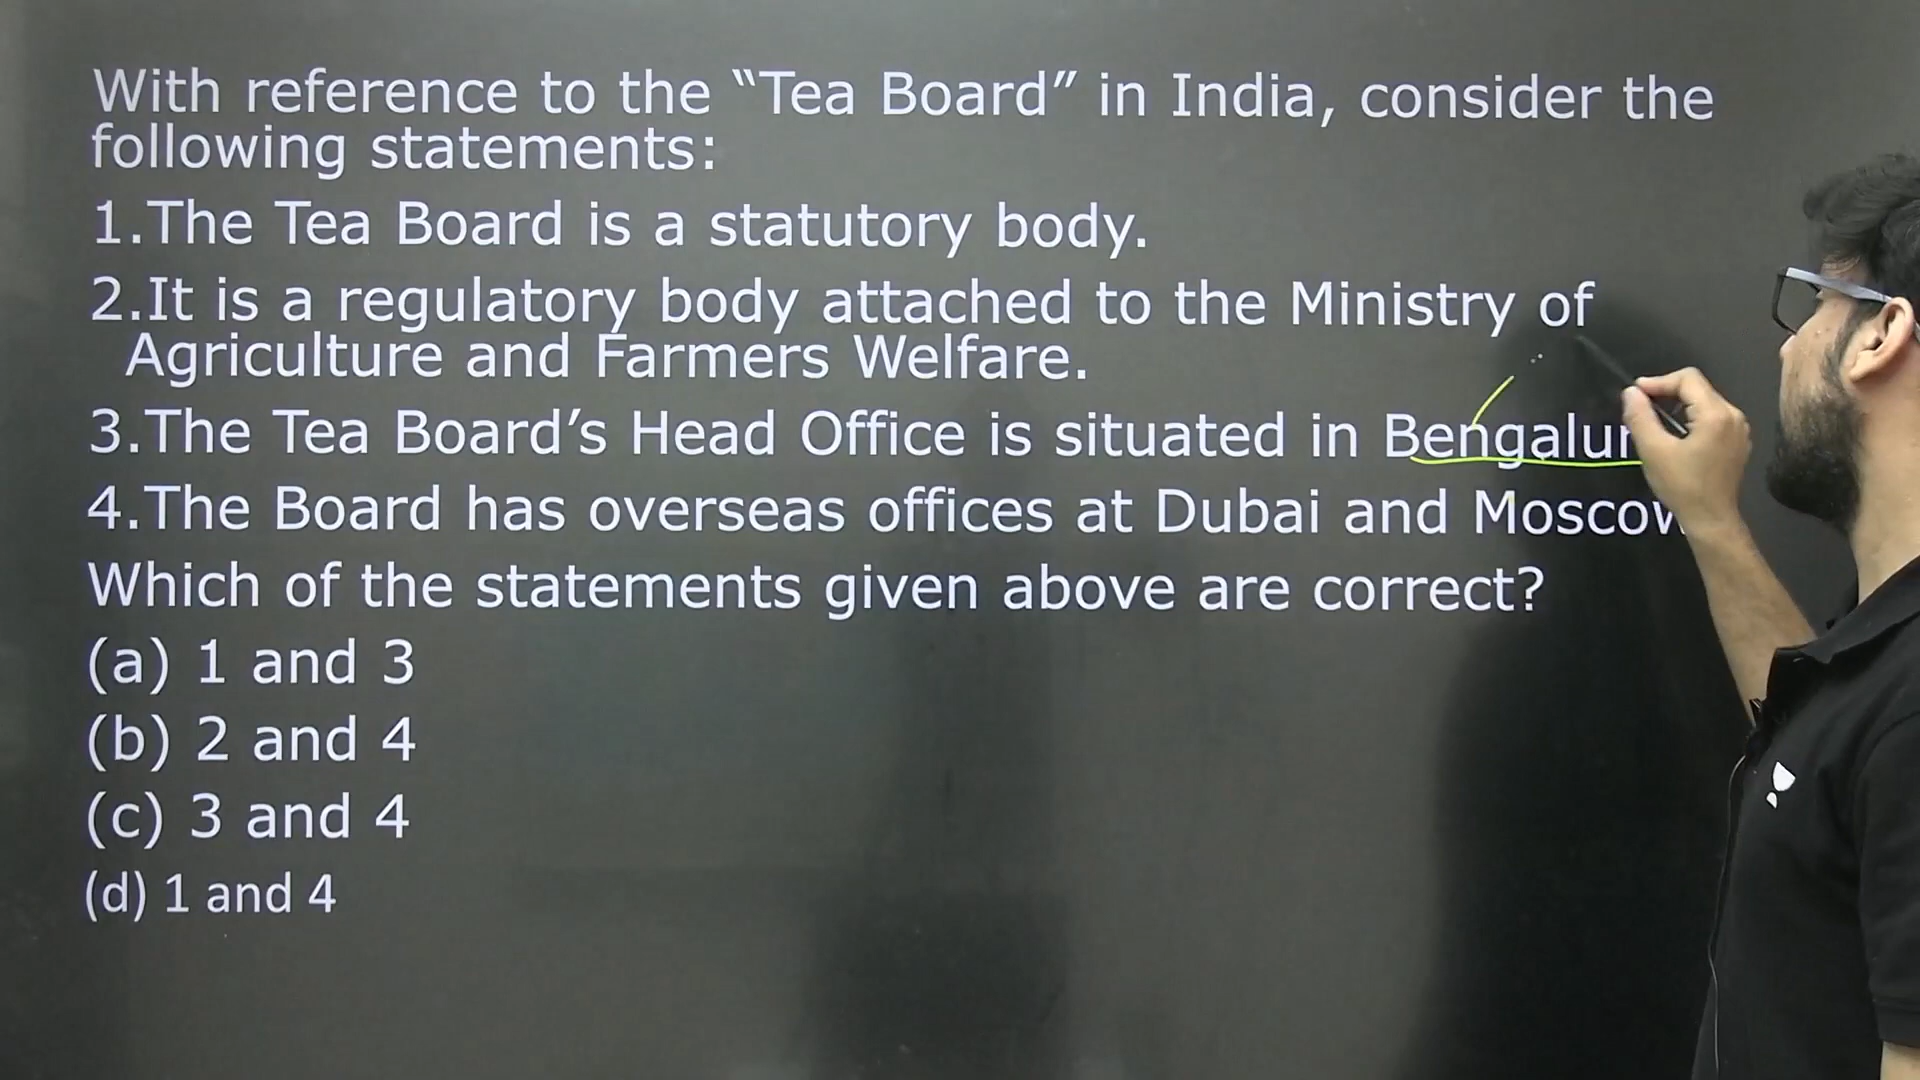 With reference to the “Tea Board” in India, consider the
following statements:
1.The Tea Board is a statutory body.
2.It is a regulatory body attached to the Ministry of
Agriculture and Farmers Welfare.
3.The Tea Board’s Head Office is situated in
4.The Board has overseas offices at Dubai and
Which of the statements given above are correct?
(a) 1 and 3
(b) 2 and 4
(c) 3 and 4
(d) 1 and 4